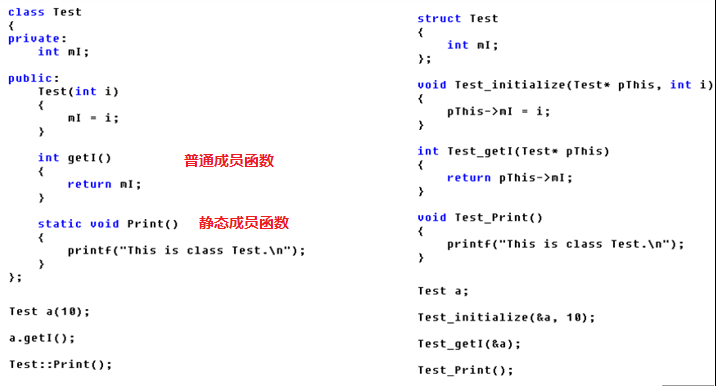 class Test
{
private:
    int mI;

public:
    Test(int i)
    {
        mI = i;
    }

    int getI()
    {
        return mI;
    }

    static void Print()
    {
        printf("This is class Test.\n");
    }
};

Test a(10);

a.getI();

Test::Print();

普通成员函数
静态成员函数

struct Test
{
    int mI;
};

void Test_initialize(Test* pThis, int i)
{
    pThis->mI = i;
}

int Test_getI(Test* pThis)
{
    return pThis->mI;
}

void Test_Print()
{
    printf("This is class Test.\n");
}

Test a;

Test_initialize(&a, 10);

Test_getI(&a);

Test_Print();